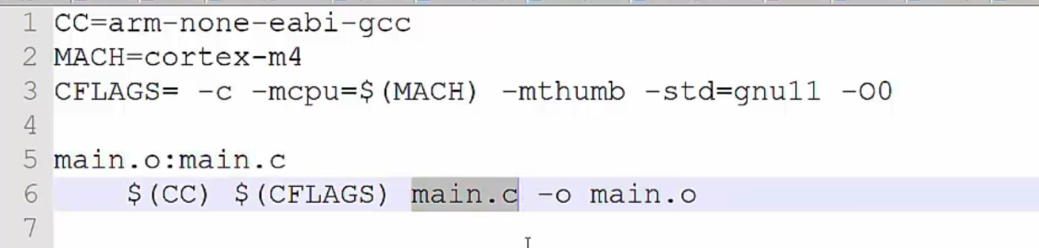 1 CC=arm-none-eabi-gcc
2 MACH=cortex-m4
3 CFLAGS= -c -mcpu=$(MACH) -mthumb -std=gnu11 -O0
4
5 main.o:main.c
6     $(CC) $(CFLAGS) main.c -o main.o
7